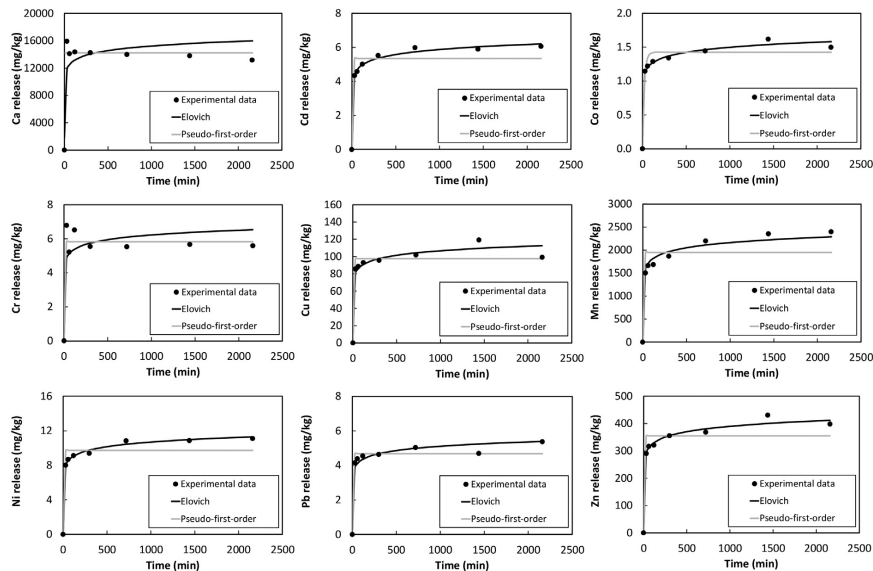 Ca release (mg/kg)
20000
16000
12000
8000
4000
0
0 500 1000 1500 2000 2500
Time (min)
Experimental data
Elovich
Pseudo-first-order
Cd release (mg/kg)
8
6
4
2
0
0 500 1000 1500 2000 2500
Time (min)
Experimental data
Elovich
Pseudo-first-order
Co release (mg/kg)
2.0
1.5
1.0
0.5
0.0
0 500 1000 1500 2000 2500
Time (min)
Experimental data
Elovich
Pseudo-first-order
Cr release (mg/kg)
8
6
4
2
0
0 500 1000 1500 2000 2500
Time (min)
Experimental data
Elovich
Pseudo-first-order
Cu release (mg/kg)
160
140
120
100
80
60
40
20
0
0 500 1000 1500 2000 2500
Time (min)
Experimental data
Elovich
Pseudo-first-order
Mn release (mg/kg)
3000
2500
2000
1500
1000
500
0
0 500 1000 1500 2000 2500
Time (min)
Experimental data
Elovich
Pseudo-first-order
Ni release (mg/kg)
16
12
8
4
0
0 500 1000 1500 2000 2500
Time (min)
Experimental data
Elovich
Pseudo-first-order
Pb release (mg/kg)
8
6
4
2
0
0 500 1000 1500 2000 2500
Time (min)
Experimental data
Elovich
Pseudo-first-order
Zn release (mg/kg)
500
400
300
200
100
0
0 500 1000 1500 2000 2500
Time (min)
Experimental data
Elovich
Pseudo-first-order